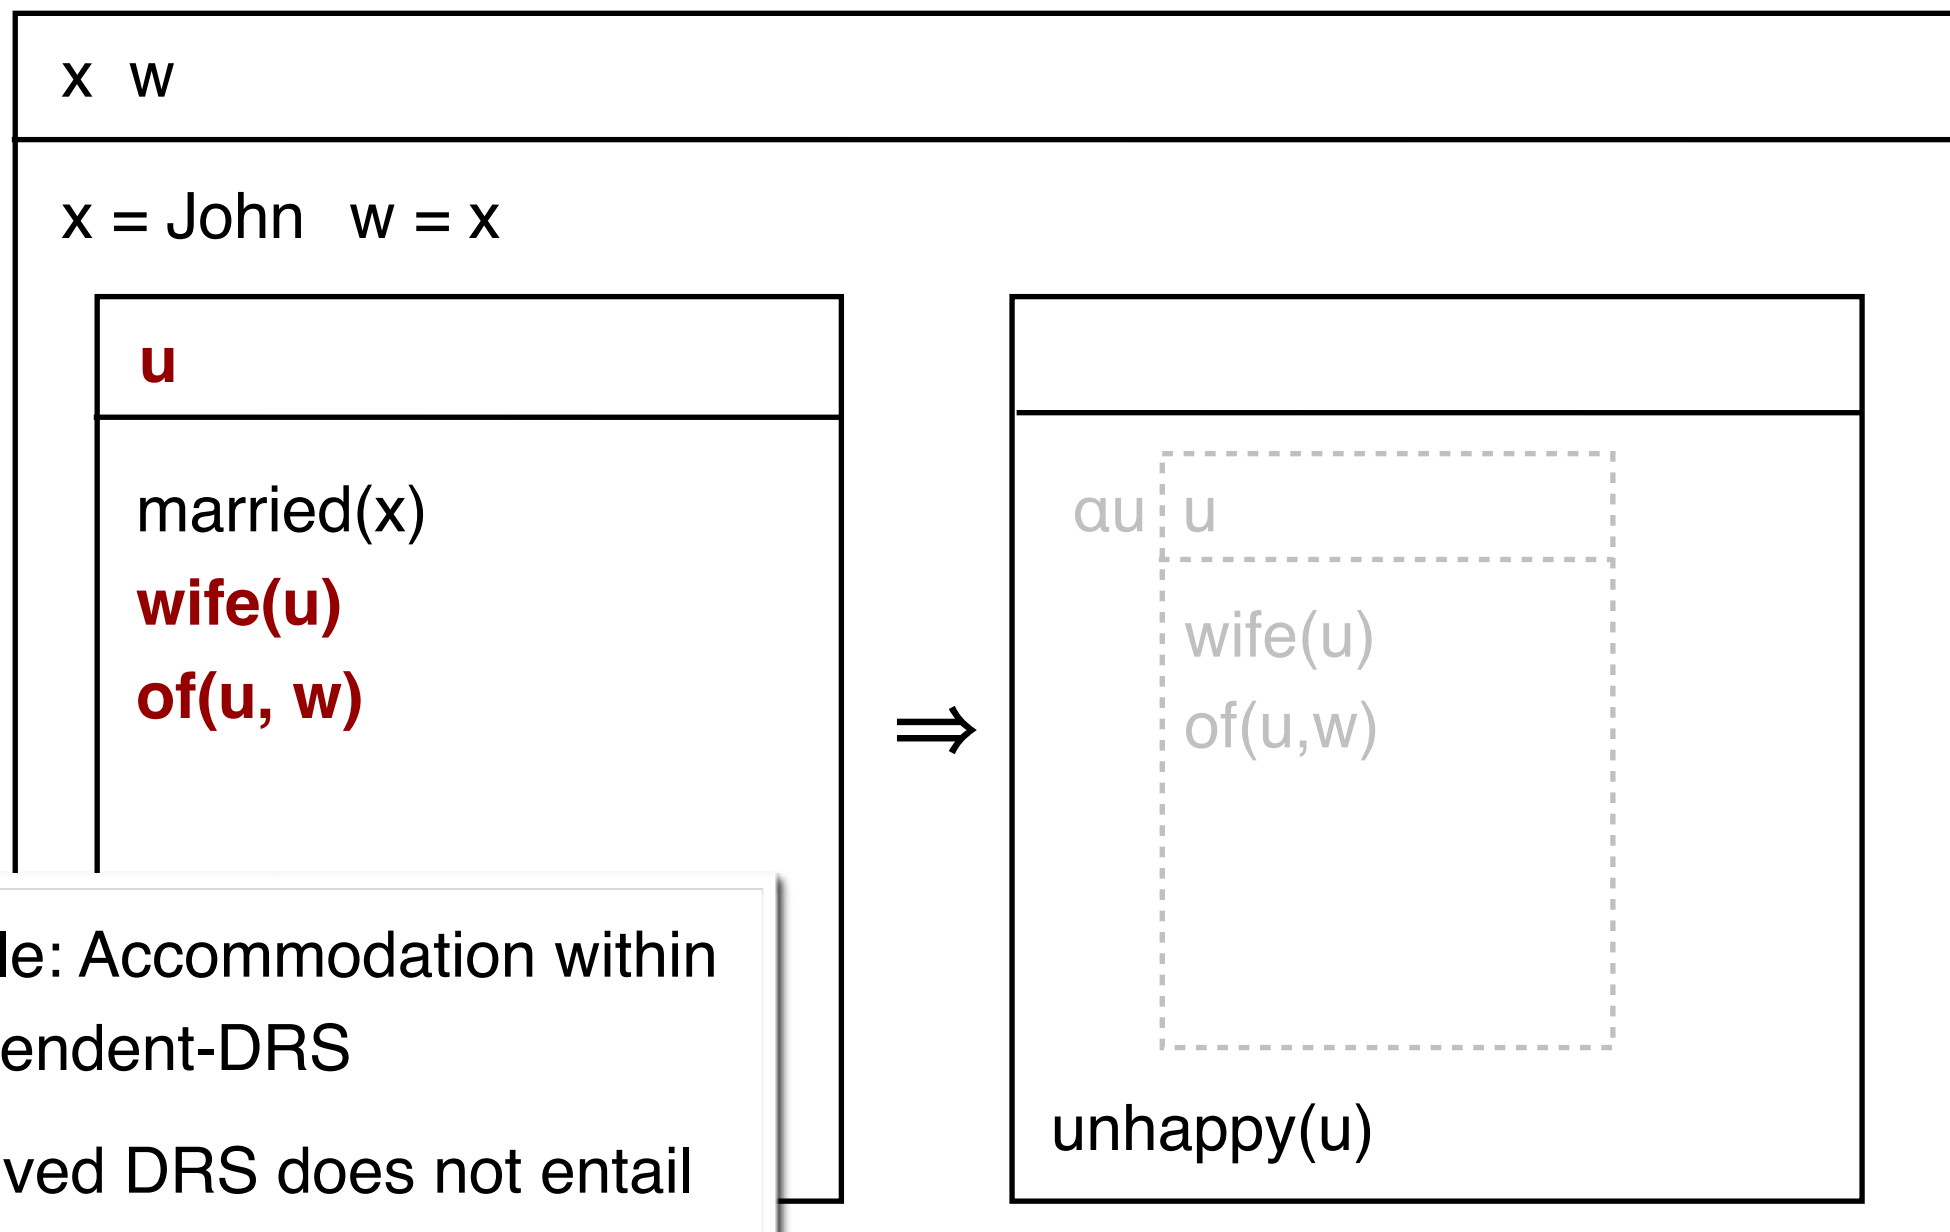 x w
x = John w = x
u
married(x)
wife(u)
of(u, w)
⇒
αu u
wife(u)
of(u,w)
unhappy(u)
le: Accommodation within
endent-DRS
ved DRS does not entail